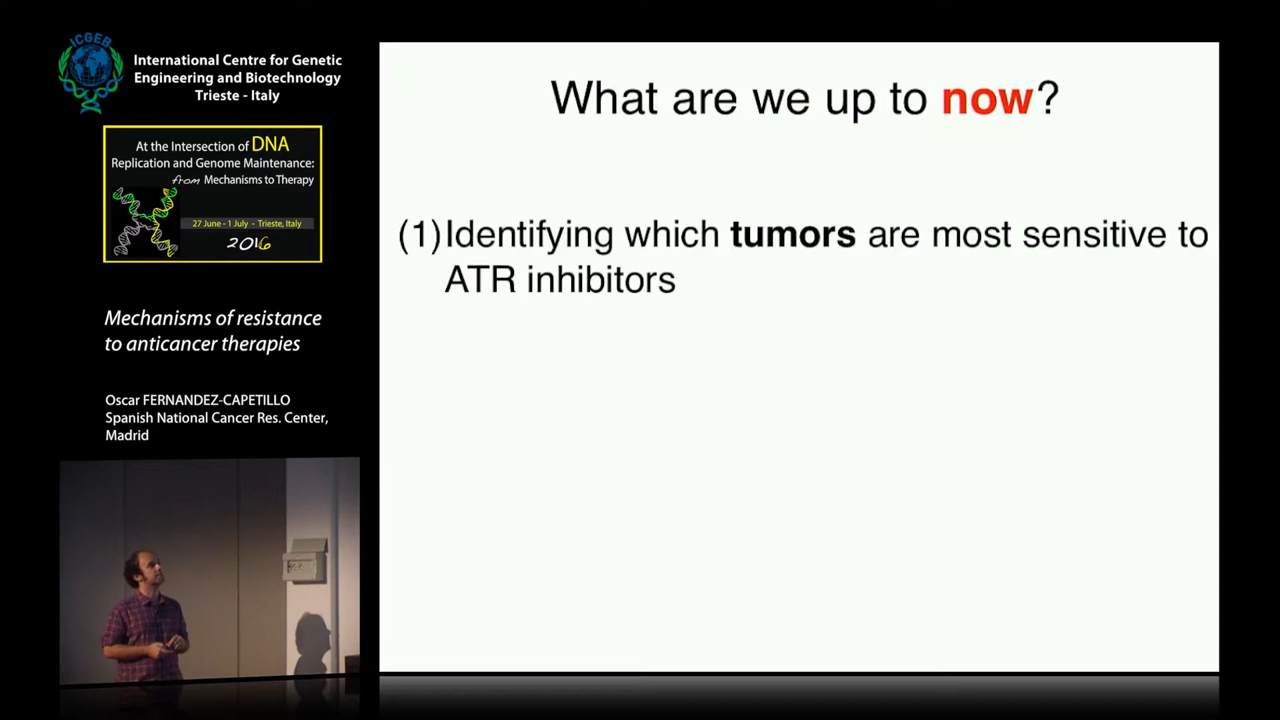 ICGEB
International Centre for Genetic
Engineering and Biotechnology
Trieste - Italy
At the Intersection of DNA
Replication and Genome Maintenance:
from Mechanisms to Therapy
27 June - 1 July - Trieste, Italy
2016
Mechanisms of resistance
to anticancer therapies
Oscar FERNANDEZ-CAPETILLO
Spanish National Cancer Res. Center,
Madrid
What are we up to now?
(1)Identifying which tumors are most sensitive to
ATR inhibitors